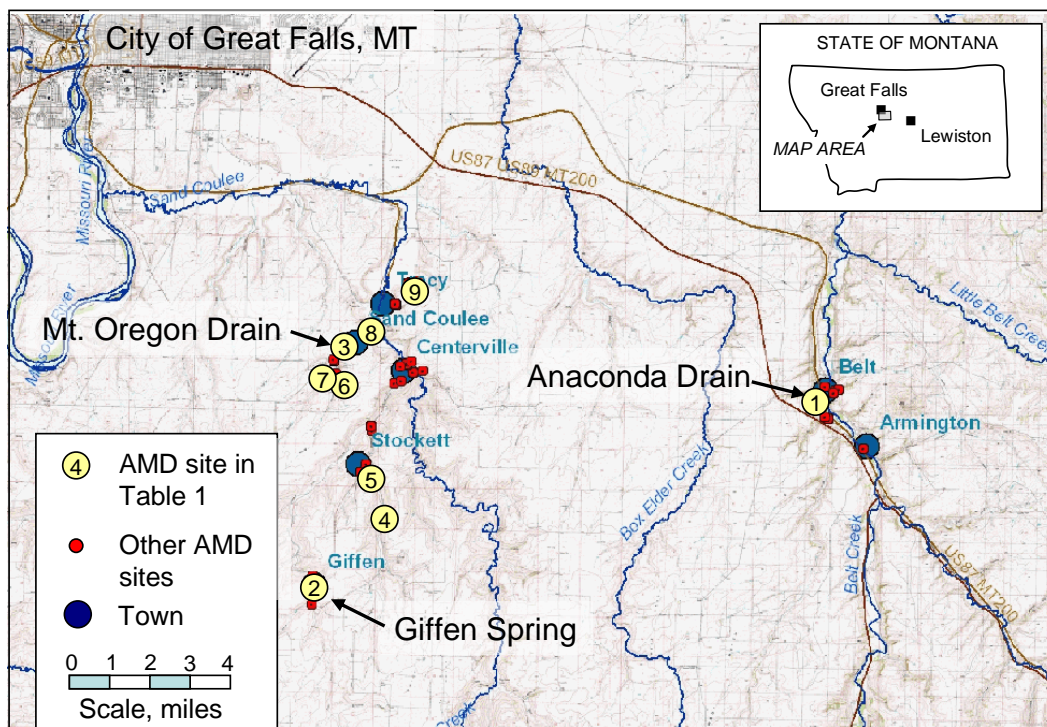 City of Great Falls, MT
STATE OF MONTANA
Great Falls
Lewiston
MAP AREA
US87 US89 MT200
Sand Coulee
Missouri River
Missouri River
Little Belt Creek
Tracy
9
Sand Coulee
8
Mt. Oregon Drain
3
Centerville
7
6
Belt
Anaconda Drain
1
Armington
Stockett
5
4
Box Elder Creek
Belt Creek
US87 MT200
Giffen
2
Giffen Spring
Creek
4
AMD site in
Table 1
Other AMD
sites
Town
0 1 2 3 4
Scale, miles